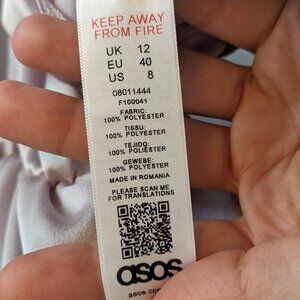 KEEP AWAY
FROM FIRE
UK 12
EU 40
US 8
08011444
F100041
FABRIC:
100% POLYESTER
TISSU:
100% POLYESTER
TEJIDO:
100% POLIESTER
GEWEBE:
100% POLYESTER
MADE IN ROMANIA
PLEASE SCAN ME
FOR TRANSLATIONS
asos